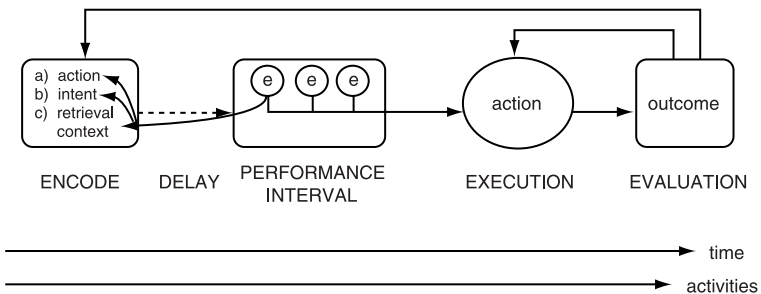 a) action
b) intent
c) retrieval
context
e e e
action
outcome
ENCODE DELAY PERFORMANCE INTERVAL EXECUTION EVALUATION
time
activities